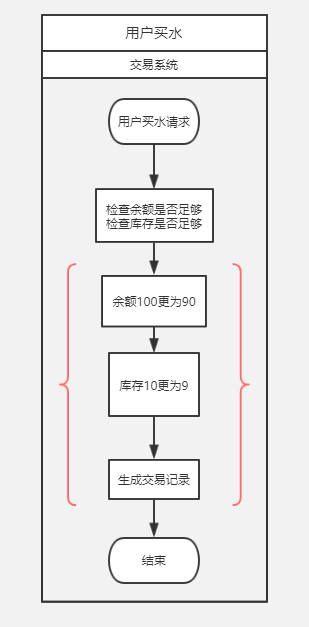 用户买水
交易系统
用户买水请求
检查余额是否足够
检查库存是否足够
余额100更为90
库存10更为9
生成交易记录
结束